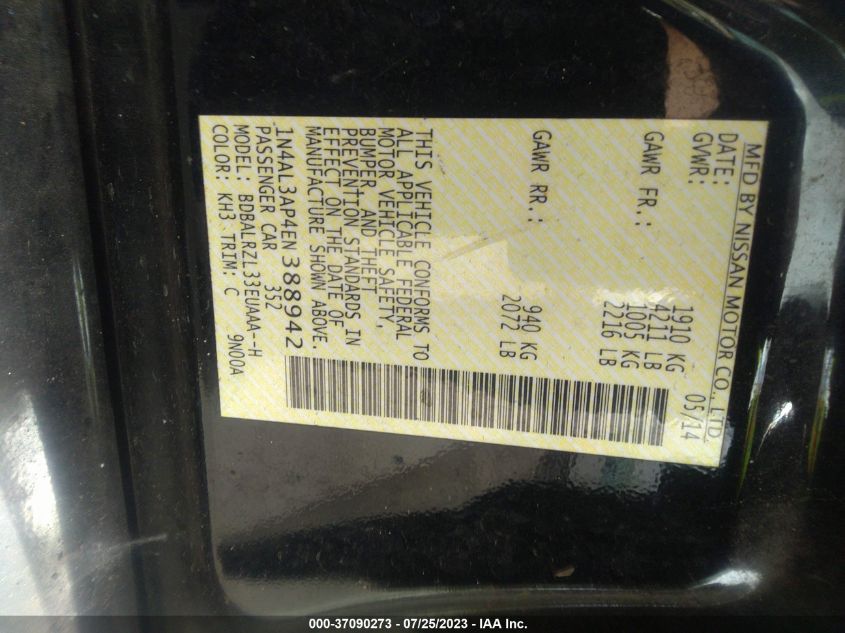 MFD BY NISSAN MOTOR CO., LTD.
DATE: 05/14
GVWR: 1910 KG
4211 LB
GAWR FR.: 1005 KG
2216 LB
GAWR RR.: 940 KG
2072 LB
THIS VEHICLE CONFORMS TO
ALL APPLICABLE FEDERAL
MOTOR VEHICLE SAFETY,
BUMPER AND THEFT
PREVENTION STANDARDS IN
EFFECT ON THE DATE OF
MANUFACTURE SHOWN ABOVE.
1N4AL3AP4EN388942
PASSENGER CAR 352
MODEL: BDBALRZL33EUAAA-H
COLOR: KH3 TRIM: C 9N00A
000-37090273 - 07/25/2023 - IAA Inc.